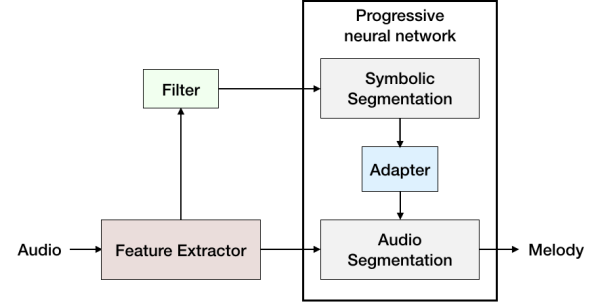 Progressive
neural network
Filter
Symbolic
Segmentation
Adapter
Audio
Feature Extractor
Audio
Segmentation
Melody